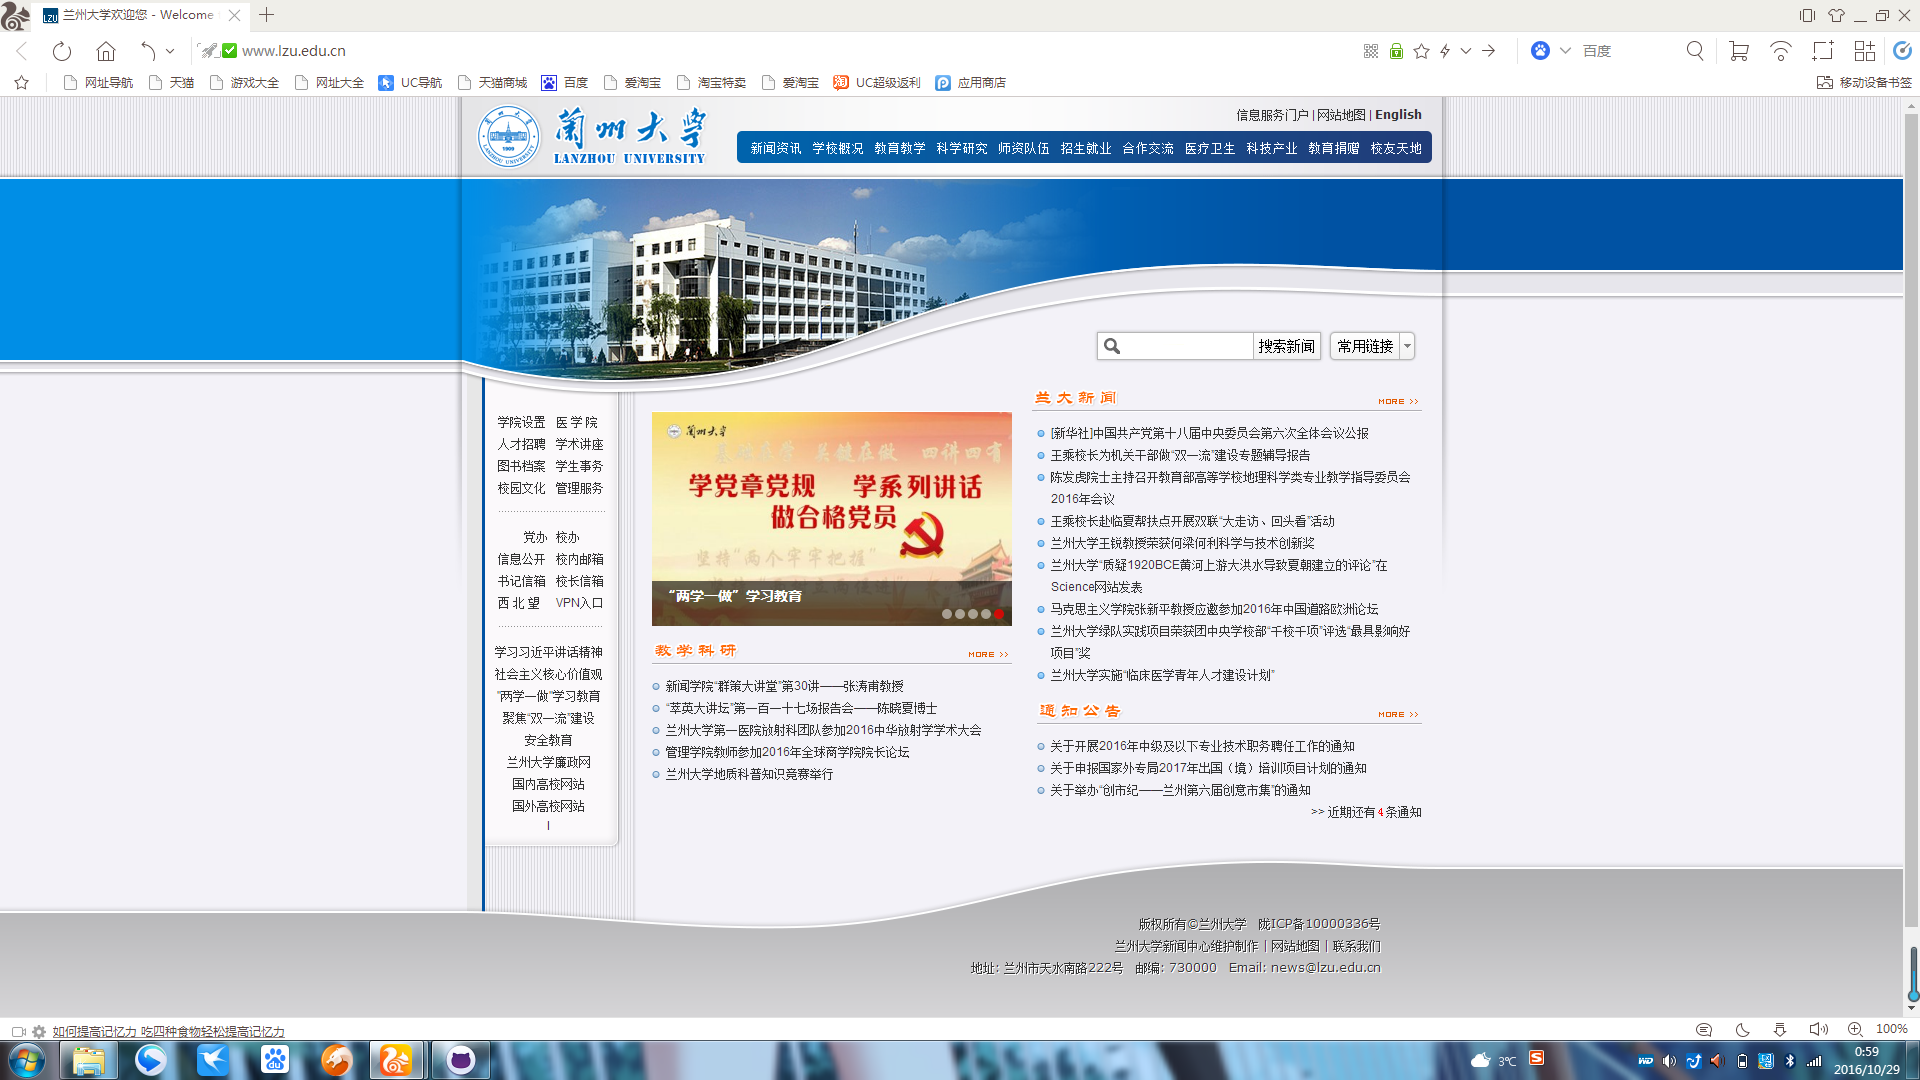 兰州大学欢迎您 - Welcome
www.lzu.edu.cn
百度
网址导航 天猫 游戏大全 网址大全 UC导航 天猫商城 百度 爱淘宝 淘宝特卖 爱淘宝 UC超级返利 应用商店 移动设备书签
信息服务门户 | 网站地图 | English
蘭州大学
LANZHOU UNIVERSITY
新闻资讯 学校概况 教育教学 科学研究 师资队伍 招生就业 合作交流 医疗卫生 科技产业 教育捐赠 校友天地
搜索新闻 常用链接
学院设置 医 学 院
人才招聘 学术讲座
图书档案 学生事务
校园文化 管理服务
党办 校办
信息公开 校内邮箱
书记信箱 校长信箱
西 北 望 VPN入口
学习习近平讲话精神
社会主义核心价值观
"两学一做"学习教育
聚焦"双一流"建设
安全教育
兰州大学廉政网
国内高校网站
国外高校网站
|
蘭州大学
基础在学 关键在做 四讲四有
学党章党规 学系列讲话
做合格党员
坚持"两个牢牢把握"
"两学一做"学习教育
教学科研 MORE >>
新闻学院"群策大讲堂"第30讲——张涛甫教授
"萃英大讲坛"第一百一十七场报告会——陈晓夏博士
兰州大学第一医院放射科团队参加2016中华放射学学术大会
管理学院教师参加2016年全球商学院院长论坛
兰州大学地质科普知识竞赛举行
兰大新闻 MORE >>
[新华社]中国共产党第十八届中央委员会第六次全体会议公报
王乘校长为机关干部做"双一流"建设专题辅导报告
陈发虎院士主持召开教育部高等学校地理科学类专业教学指导委员会
2016年会议
王乘校长赴临夏帮扶点开展双联"大走访、回头看"活动
兰州大学王锐教授荣获何梁何利科学与技术创新奖
兰州大学"质疑1920BCE黄河上游大洪水导致夏朝建立的评论"在
Science网站发表
马克思主义学院张新平教授应邀参加2016年中国道路欧洲论坛
兰州大学绿队实践项目荣获团中央学校部"千校千项"评选"最具影响好
项目"奖
兰州大学实施"临床医学青年人才建设计划"
通知公告 MORE >>
关于开展2016年中级及以下专业技术职务聘任工作的通知
关于申报国家外专局2017年出国（境）培训项目计划的通知
关于举办"创市纪——兰州第六届创意市集"的通知
>> 近期还有 4 条通知
版权所有©兰州大学 陇ICP备10000336号
兰州大学新闻中心维护制作 | 网站地图 | 联系我们
地址: 兰州市天水南路222号 邮编: 730000 Email: news@lzu.edu.cn
如何提高记忆力 吃四种食物轻松提高记忆力
100%
3℃
0:59
2016/10/29